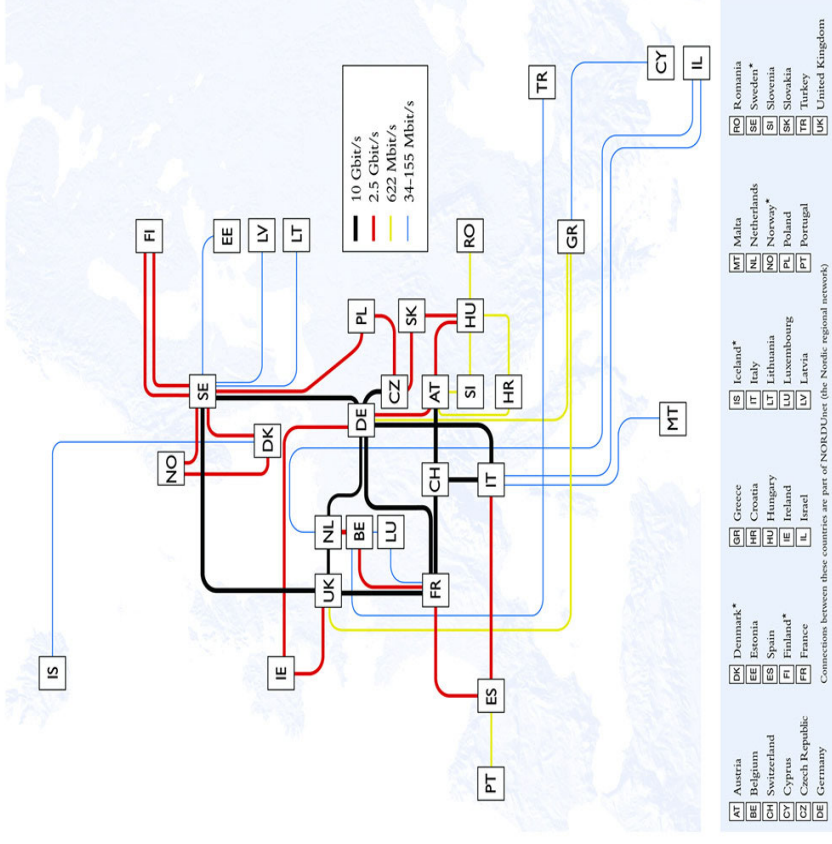 IS
FI
NO
SE
EE
LV
DK
IE
LT
UK NL
10 Gbit/s
2.5 Gbit/s
622 Mbit/s
34–155 Mbit/s
BE DE PL
LU CZ
SK
FR CH AT
SI HU RO
PT ES IT
HR
TR
GR
CY
MT
IL
AT Austria DK Denmark* GR Greece IS Iceland* MT Malta RO Romania
BE Belgium EE Estonia HR Croatia IT Italy NL Netherlands SE Sweden*
CH Switzerland ES Spain HU Hungary LT Lithuania NO Norway* SI Slovenia
CY Cyprus FI Finland* IE Ireland LU Luxembourg PL Poland SK Slovakia
CZ Czech Republic FR France IL Israel LV Latvia PT Portugal TR Turkey
DE Germany Connections between these countries are part of NORDUnet (the Nordic regional network) UK United Kingdom